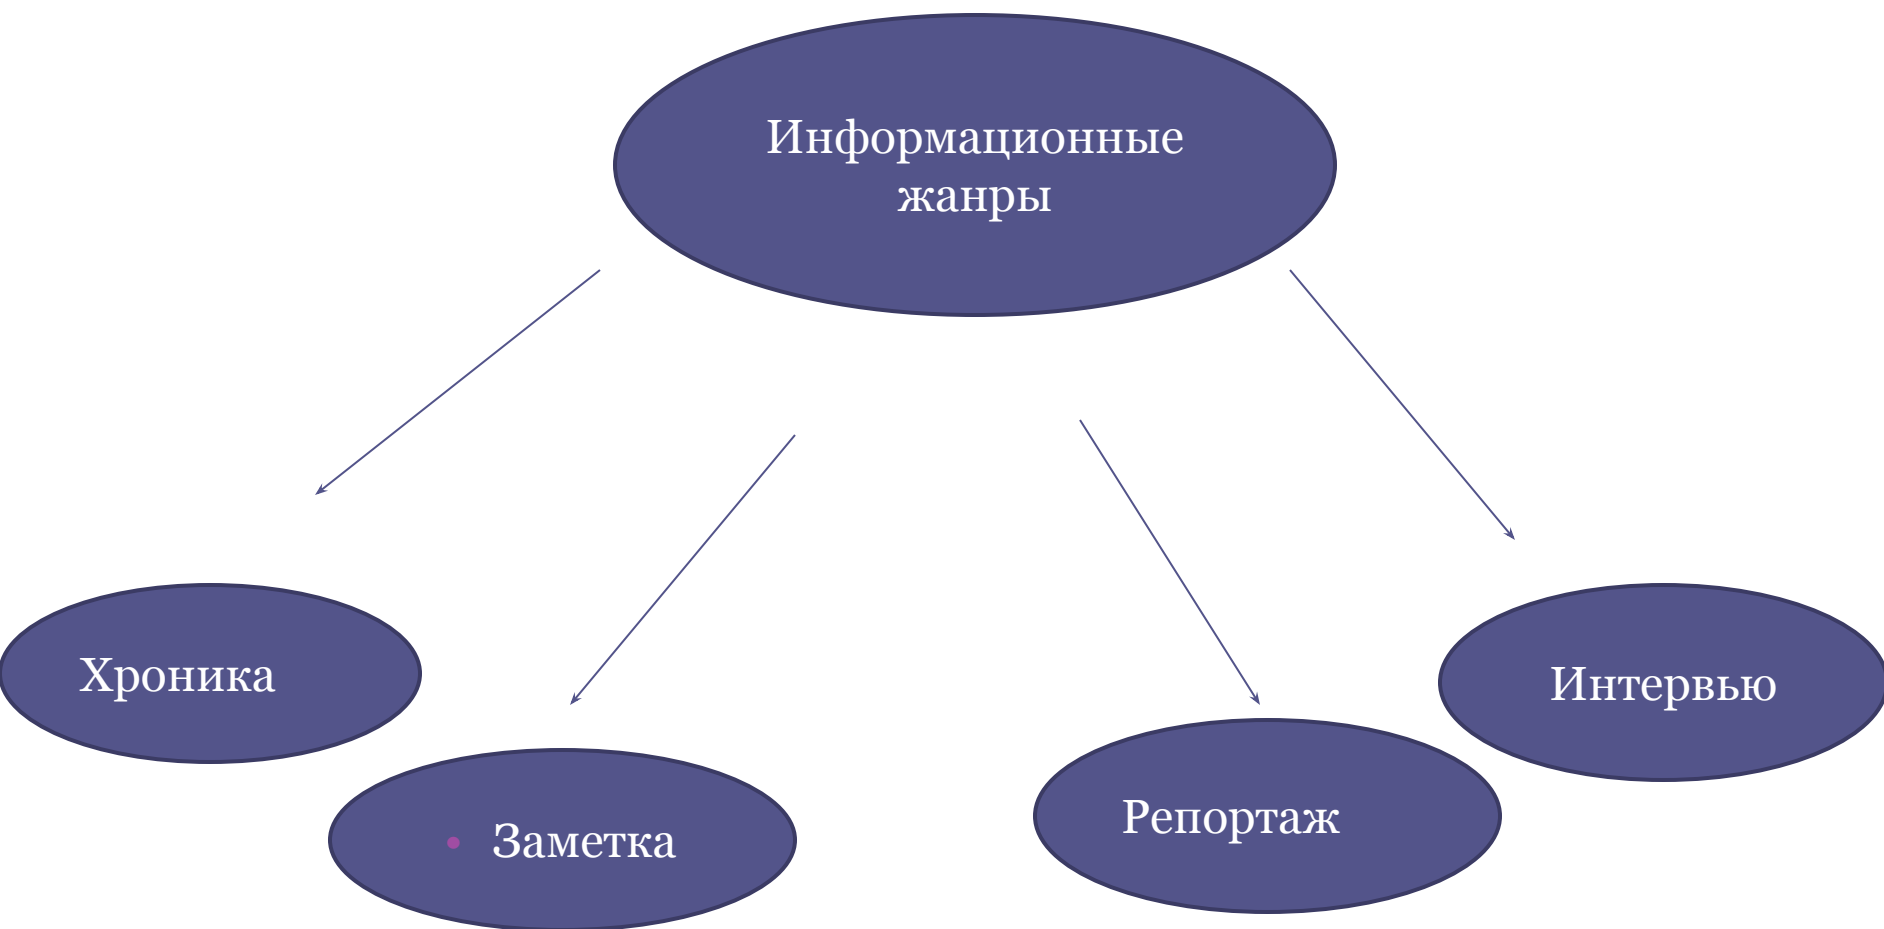 Информационные
жанры
Хроника
• Заметка
Репортаж
Интервью